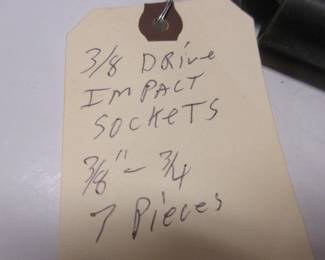 3/8 DRive
IMPACT
SOCKeTS
3/8" - 3/4
7 Pieces